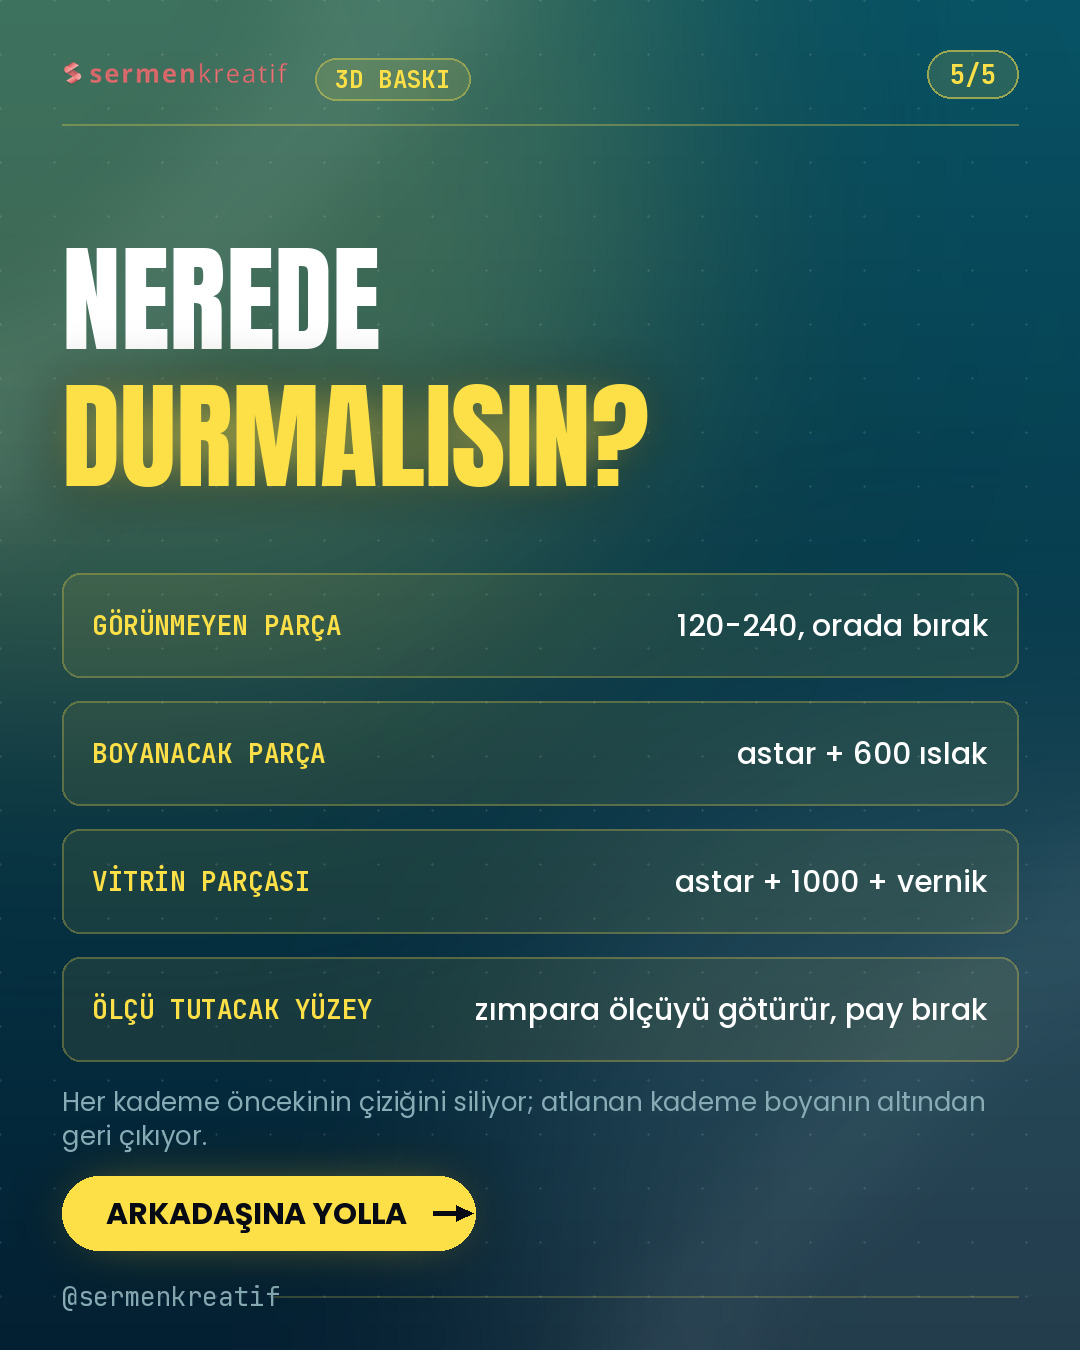 sermenkreatif
3D BASKI
5/5
NEREDE
DURMALISIN?
GÖRÜNMEYEN PARÇA
120-240, orada bırak
BOYANACAK PARÇA
astar + 600 ıslak
VİTRİN PARÇASI
astar + 1000 + vernik
ÖLÇÜ TUTACAK YÜZEY
zımpara ölçüyü götürür, pay bırak
Her kademe öncekinin çiziğini siliyor; atlanan kademe boyanın altından
geri çıkıyor.
ARKADAŞINA YOLLA
@sermenkreatif